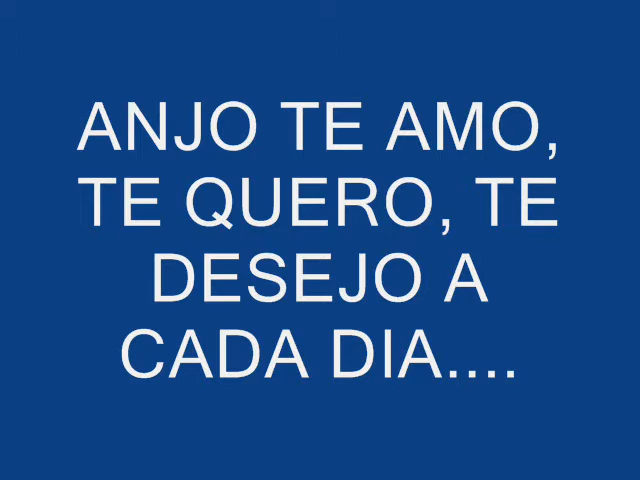 ANJO TE AMO,
TE QUERO, TE
DESEJO A
CADA DIA....